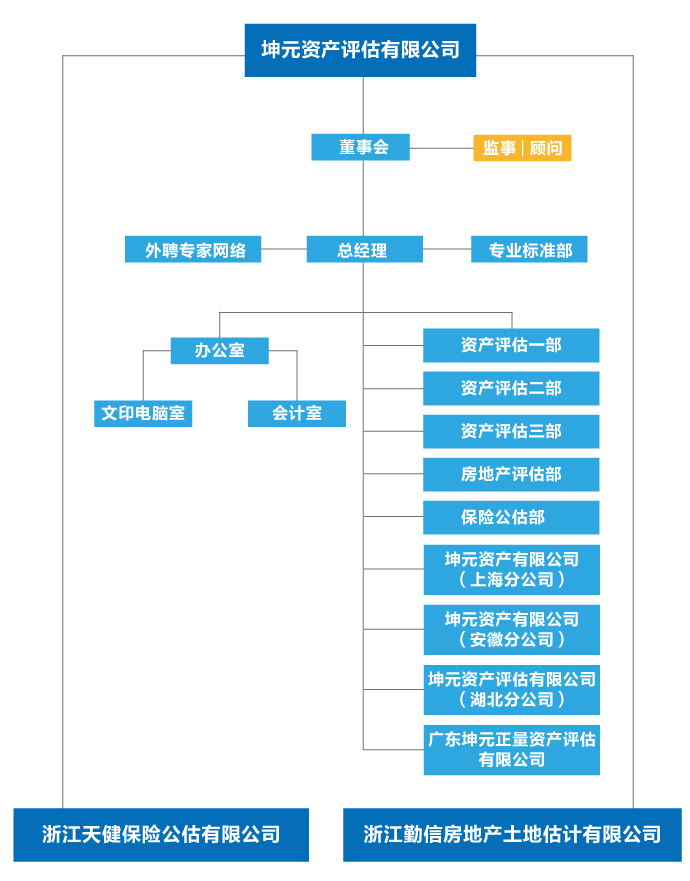 坤元资产评估有限公司
董事会
监事|顾问
外聘专家网络
总经理
专业标准部
办公室
文印电脑室
会计室
资产评估一部
资产评估二部
资产评估三部
房地产评估部
保险公估部
坤元资产有限公司
（上海分公司）
坤元资产有限公司
（安徽分公司）
坤元资产评估有限公司
（湖北分公司）
广东坤元正量资产评估
有限公司
浙江天健保险公估有限公司
浙江勤信房地产土地估计有限公司